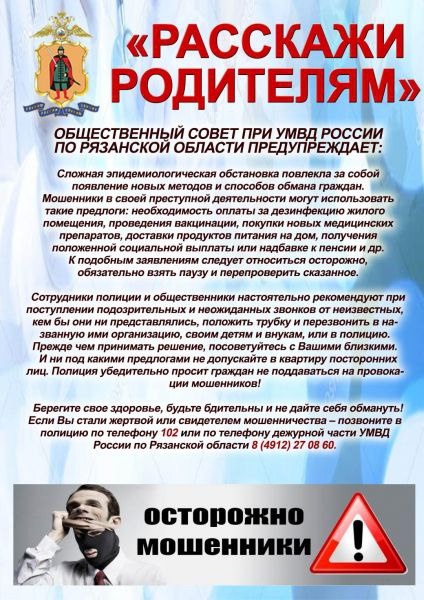 «РАССКАЖИ
РОДИТЕЛЯМ»
ОБЩЕСТВЕННЫЙ СОВЕТ ПРИ УМВД РОССИИ
ПО РЯЗАНСКОЙ ОБЛАСТИ ПРЕДУПРЕЖДАЕТ:
Сложная эпидемиологическая обстановка повлекла за собой
появление новых методов и способов обмана граждан.
Мошенники в своей преступной деятельности могут использовать
такие предлоги: необходимость оплаты за дезинфекцию жилого
помещения, проведения вакцинации, покупки новых медицинских
препаратов, доставки продуктов питания на дом, получения
положенной социальной выплаты или надбавке к пенсии и др.
К подобным заявлениям следует относиться осторожно,
обязательно взять паузу и перепроверить сказанное.
Сотрудники полиции и общественники настоятельно рекомендуют при
поступлении подозрительных и неожиданных звонков от неизвестных,
кем бы они ни представлялись, положить трубку и перезвонить в на-
званную ими организацию, своим детям и внукам, или в полицию.
Прежде чем принимать решение, посоветуйтесь с Вашими близкими.
И ни под какими предлогами не допускайте в квартиру посторонних
лиц. Полиция убедительно просит граждан не поддаваться на провока-
ции мошенников!
Берегите свое здоровье, будьте бдительны и не дайте себя обмануть!
Если Вы стали жертвой или свидетелем мошенничества – позвоните в
полицию по телефону 102 или по телефону дежурной части УМВД
России по Рязанской области 8 (4912) 27 08 60.
осторожно
мошенники
!